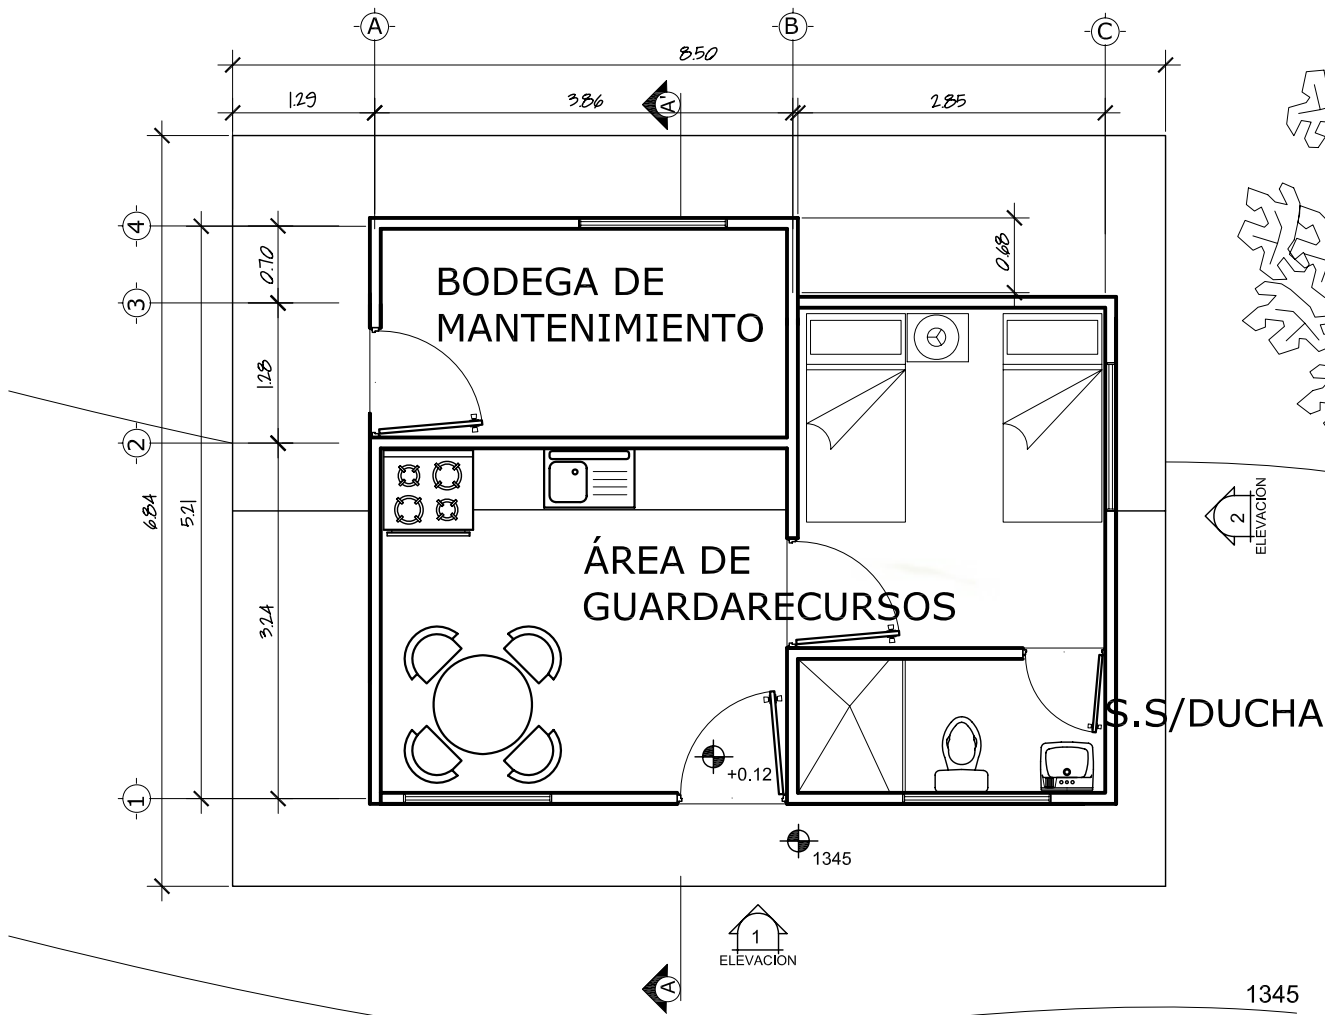 A
B
C
8.50
1.29
3.86
A'
2.85
4
0.70
0.68
BODEGA DE
MANTENIMIENTO
3
1.28
2
6.84
5.21
2
ELEVACION
ÁREA DE
GUARDARECURSOS
3.24
S.S/DUCHA
+0.12
1
1345
1
ELEVACION
A
1345